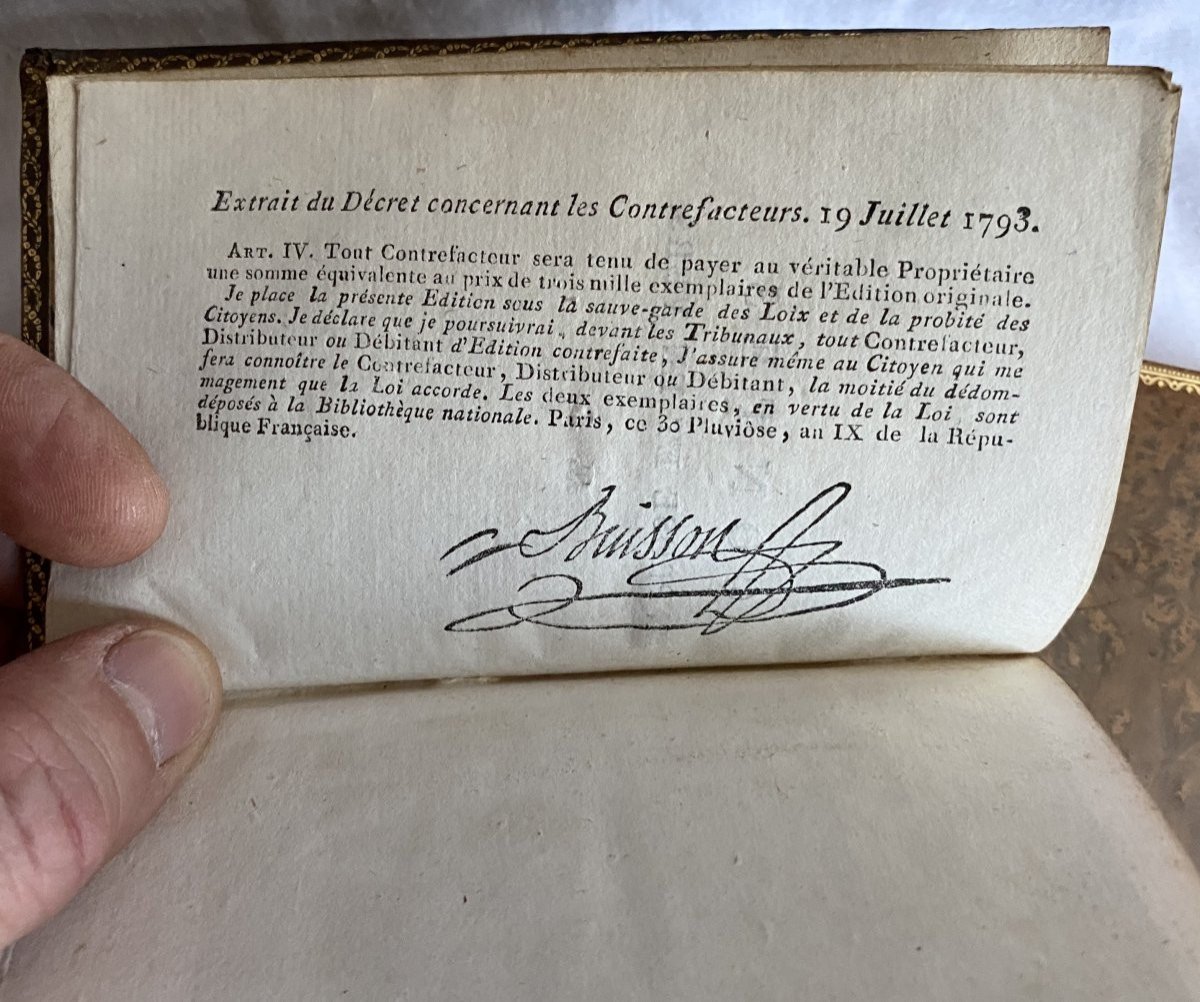 Extrait du Décret concernant les Contrefacteurs. 19 Juillet 1793.
ART. IV. Tout Contrefacteur sera tenu de payer au véritable Propriétaire
une somme équivalente au prix de trois mille exemplaires de l'Edition originale.
Je place la présente Edition sous la sauve-garde des Loix et de la probité des
Citoyens. Je déclare que je poursuivrai, devant les Tribunaux, tout Contrefacteur,
Distributeur ou Débitant d'Edition contrefaite, J'assure même au Citoyen qui me
fera connoître le Contrefacteur, Distributeur ou Débitant, la moitié du dédom-
magement que la Loi accorde. Les deux exemplaires, en vertu de la Loi sont
déposés à la Bibliothèque nationale. Paris, ce 30 Pluviôse, an IX de la Répu-
blique Française.
Buisson